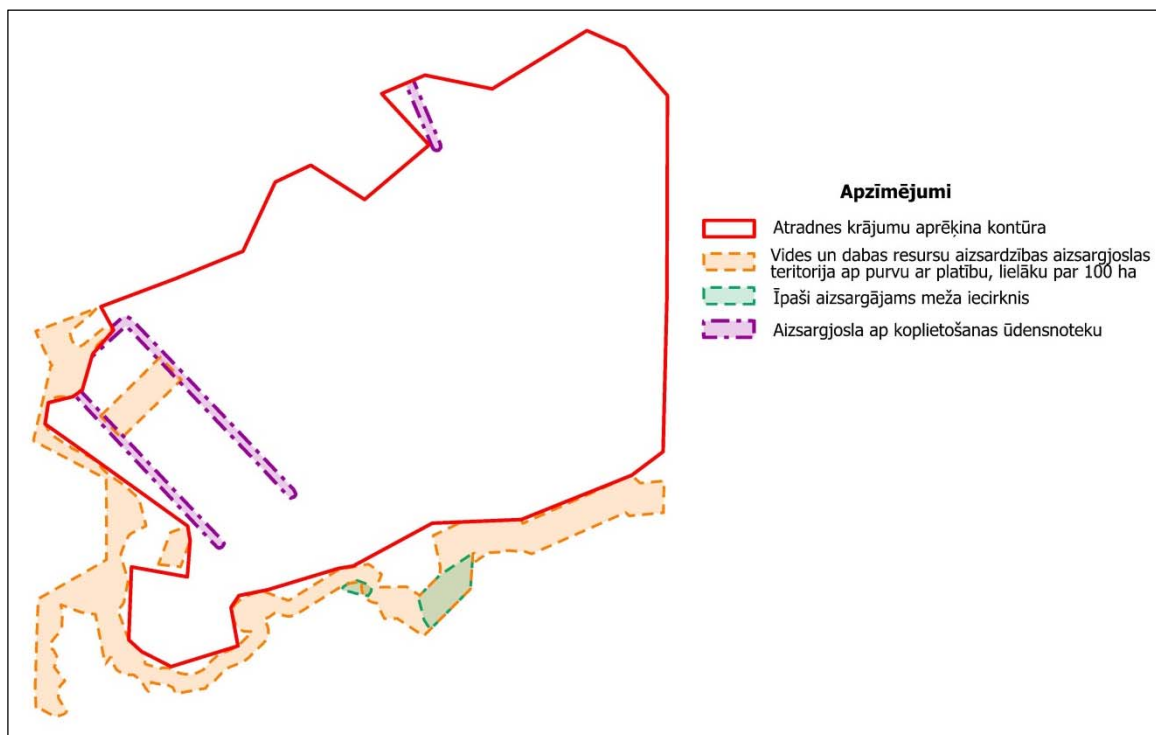 Apzīmējumi
Atradnes krājumu aprēķina kontūra
Vides un dabas resursu aizsardzības aizsargjoslas
teritorija ap purvu ar platību, lielāku par 100 ha
Īpaši aizsargājams meža iecirknis
Aizsargjosla ap koplietošanas ūdensnoteku